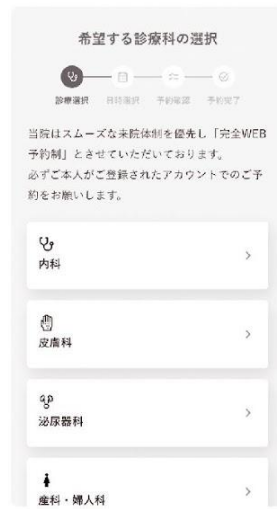 希望する診療科の選択
診療選択 日時選択 予約確認 予約完了
当院はスムーズな来院体制を優先し「完全WEB
予約制」とさせていただいております。
必ずご本人がご登録されたアカウントでのご予
約をお願いします。
内科
皮膚科
泌尿器科
産科・婦人科